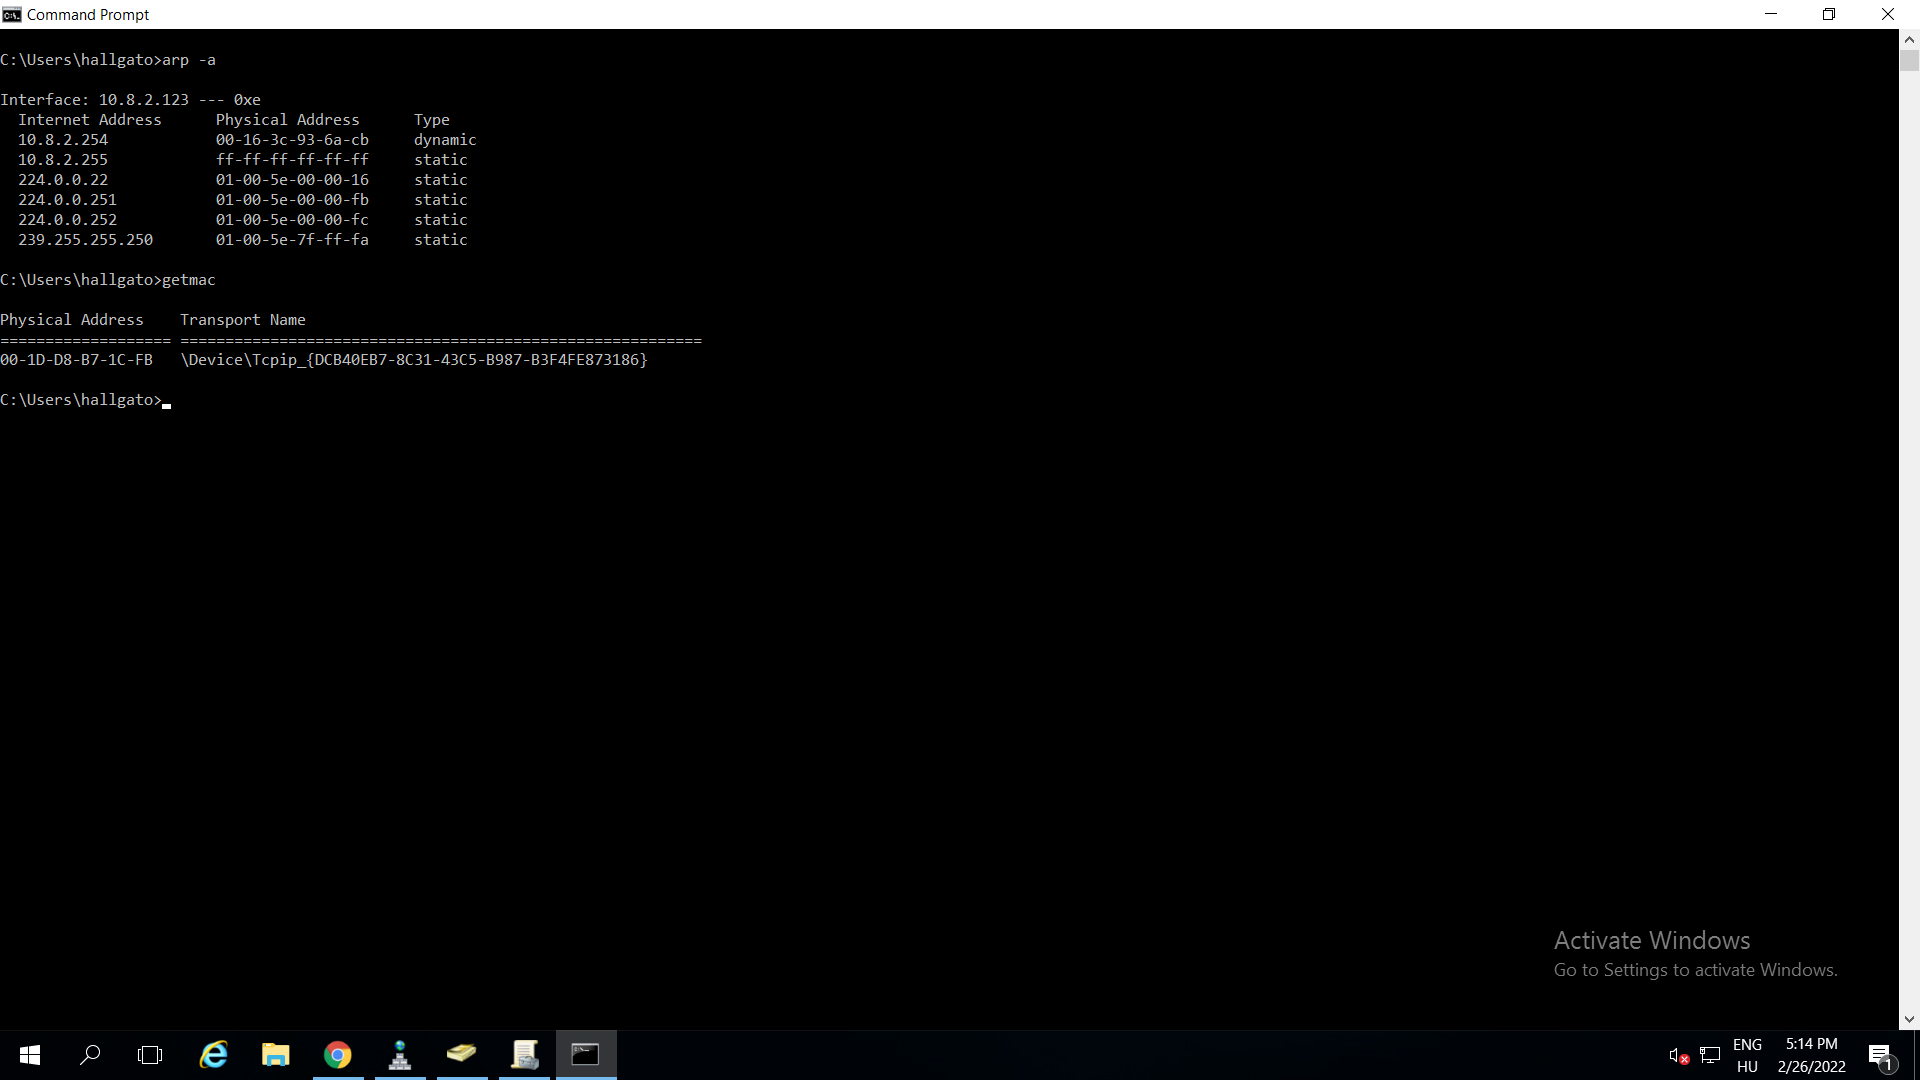 Command Prompt
C:\Users\hallgato>arp -a
Interface: 10.8.2.123 --- 0xe
  Internet Address      Physical Address      Type
  10.8.2.254            00-16-3c-93-6a-cb     dynamic
  10.8.2.255            ff-ff-ff-ff-ff-ff     static
  224.0.0.22            01-00-5e-00-00-16     static
  224.0.0.251           01-00-5e-00-00-fb     static
  224.0.0.252           01-00-5e-00-00-fc     static
  239.255.255.250       01-00-5e-7f-ff-fa     static
C:\Users\hallgato>getmac
Physical Address    Transport Name
=================== ==========================================================
00-1D-D8-B7-1C-FB   \Device\Tcpip_{DCB40EB7-8C31-43C5-B987-B3F4FE873186}
C:\Users\hallgato>
Activate Windows
Go to Settings to activate Windows.
ENG
HU
5:14 PM
2/26/2022
1